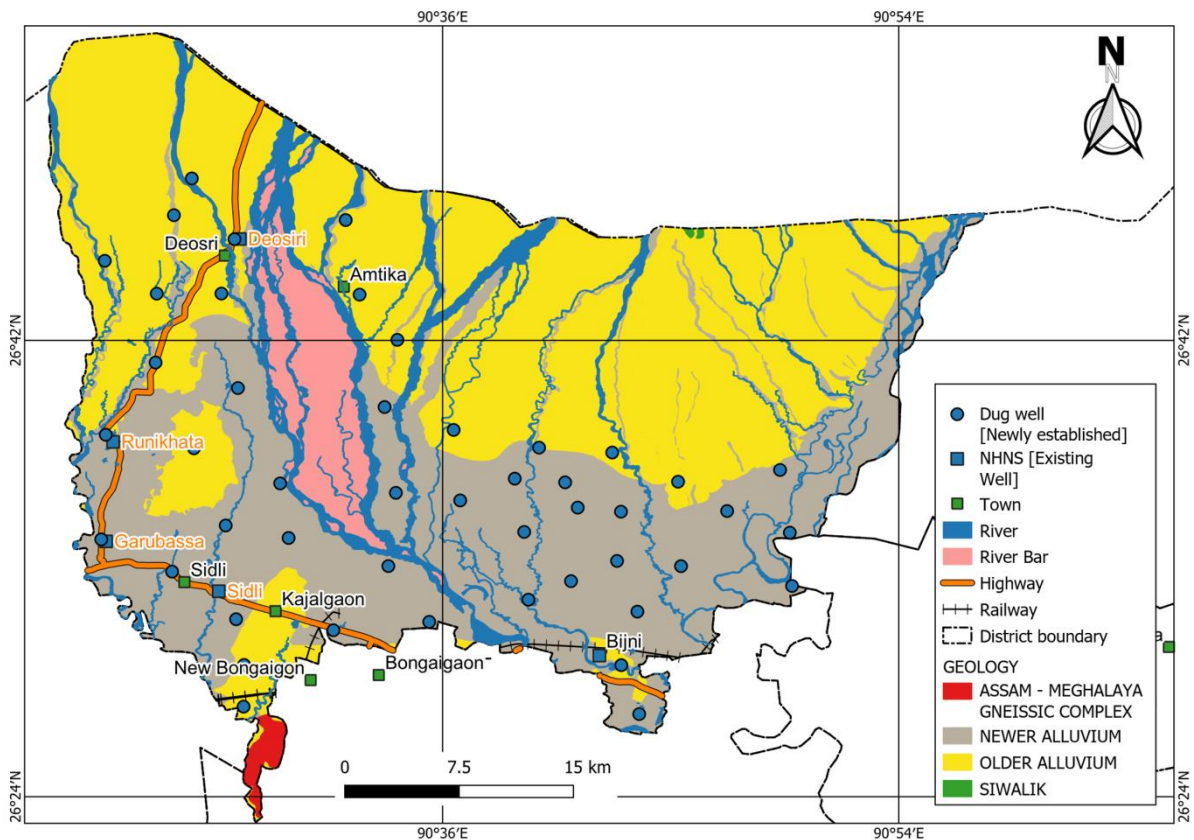 90°36′E
90°54′E
N
N
Deosri
Deosiri
Amtika
26°42′N
26°42′N
Runikhata
Garubassa
Sidli
Sidli
Kajalgaon
New Bongaigon
Bongaigaon
Bijni
a
Dug well
[Newly established]
NHNS [Existing
Well]
Town
River
River Bar
Highway
Railway
District boundary
GEOLOGY
ASSAM - MEGHALAYA
GNEISSIC COMPLEX
NEWER ALLUVIUM
OLDER ALLUVIUM
SIWALIK
0
7.5
15 km
26°24′N
26°24′N
90°36′E
90°54′E